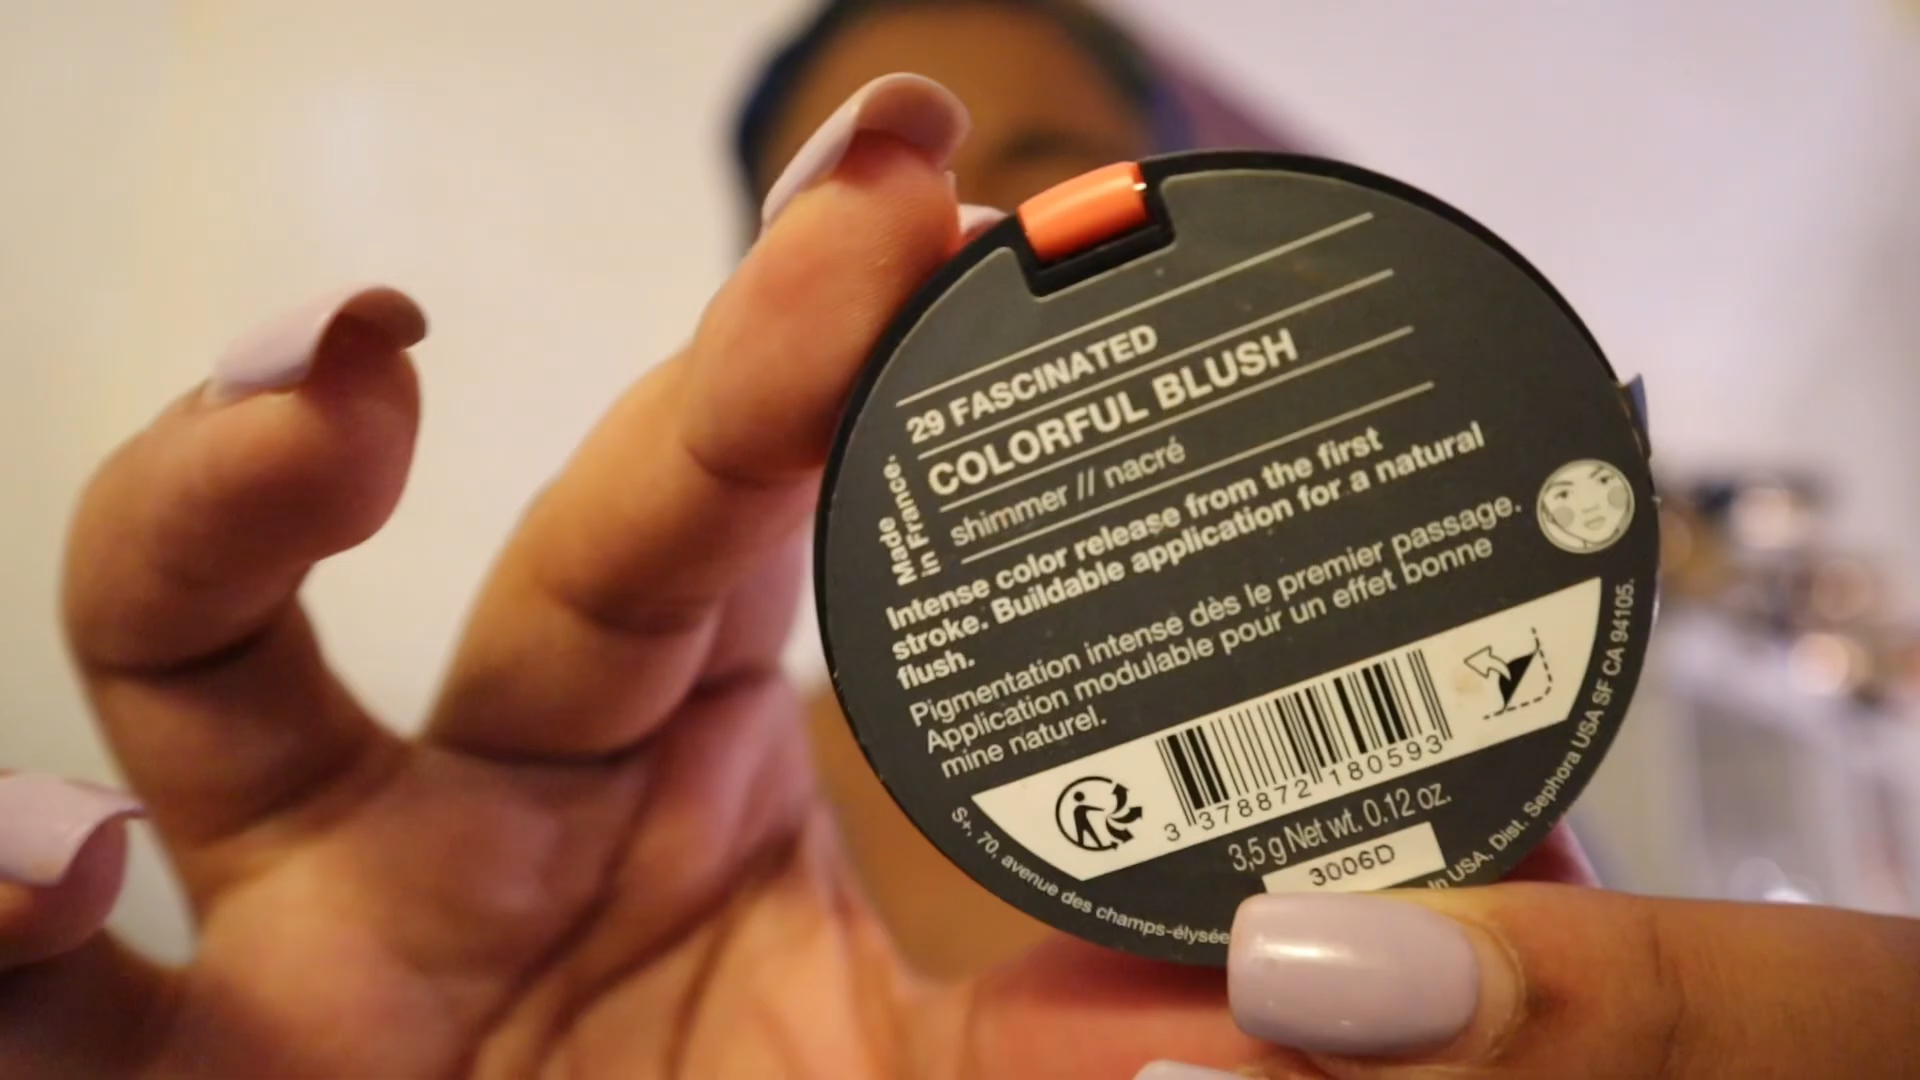 29 FASCINATED
COLORFUL BLUSH
shimmer // nacré
Made
in France.
Intense color release from the first
stroke. Buildable application for a natural
flush.
Pigmentation intense dès le premier passage.
Application modulable pour un effet bonne
mine naturel.
3 378872 180593
3,5 g Net wt. 0.12 oz.
3006D
S+, 70, avenue des champs-élysée
In USA, Dist. Sephora USA SF CA 94105.